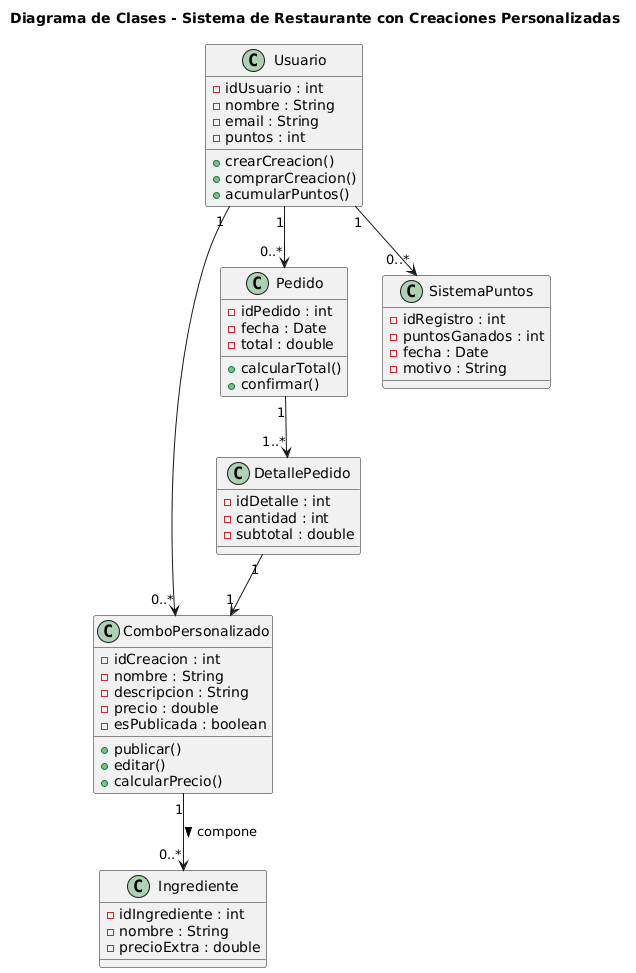 Diagrama de Clases - Sistema de Restaurante con Creaciones Personalizadas
C Usuario
idUsuario : int
nombre : String
email : String
puntos : int
crearCreacion()
comprarCreacion()
acumularPuntos()
1
1
1
0..*
0..*
C Pedido
idPedido : int
fecha : Date
total : double
calcularTotal()
confirmar()
C SistemaPuntos
idRegistro : int
puntosGanados : int
fecha : Date
motivo : String
1
1..*
C DetallePedido
idDetalle : int
cantidad : int
subtotal : double
1
0..*
1
C ComboPersonalizado
idCreacion : int
nombre : String
descripcion : String
precio : double
esPublicada : boolean
publicar()
editar()
calcularPrecio()
1
compone
0..*
C Ingrediente
idIngrediente : int
nombre : String
precioExtra : double